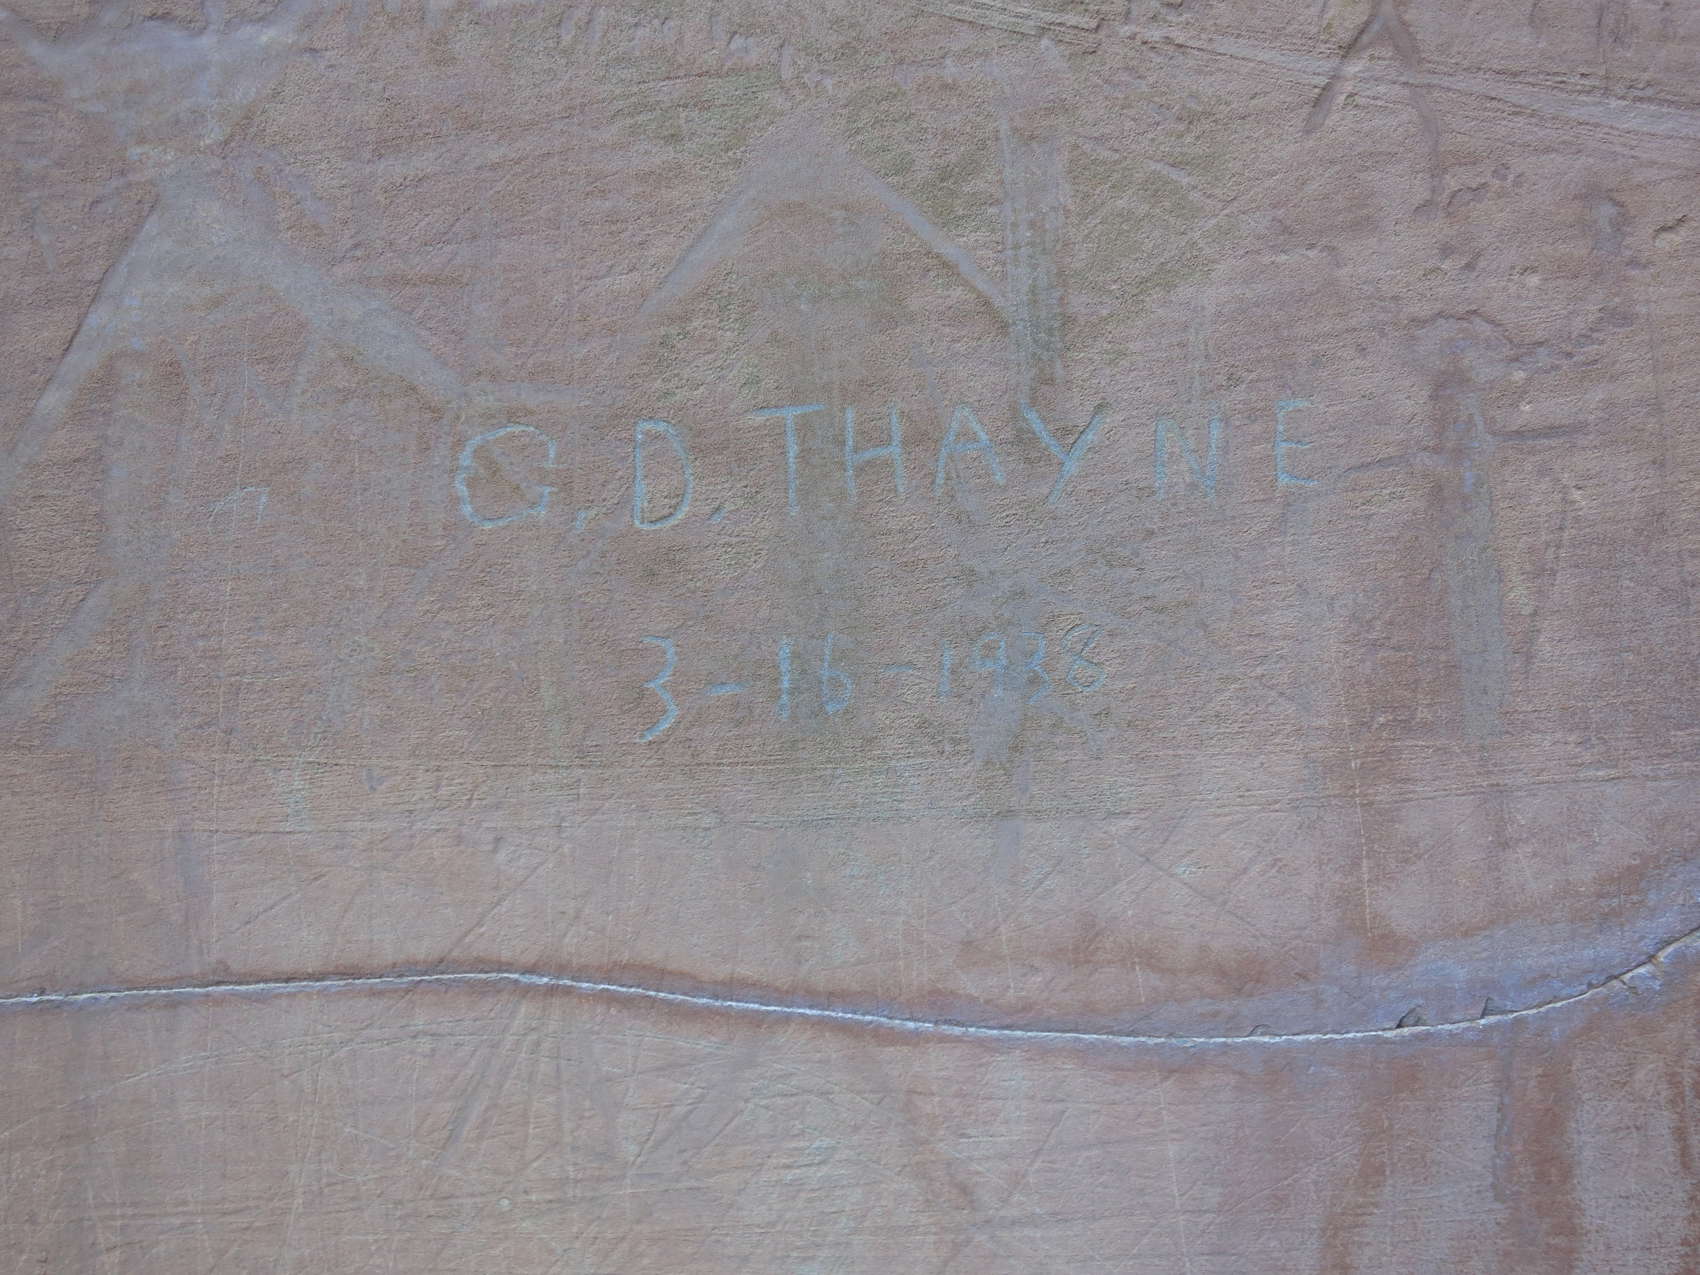 G. D. THAYNE
3-16-1938